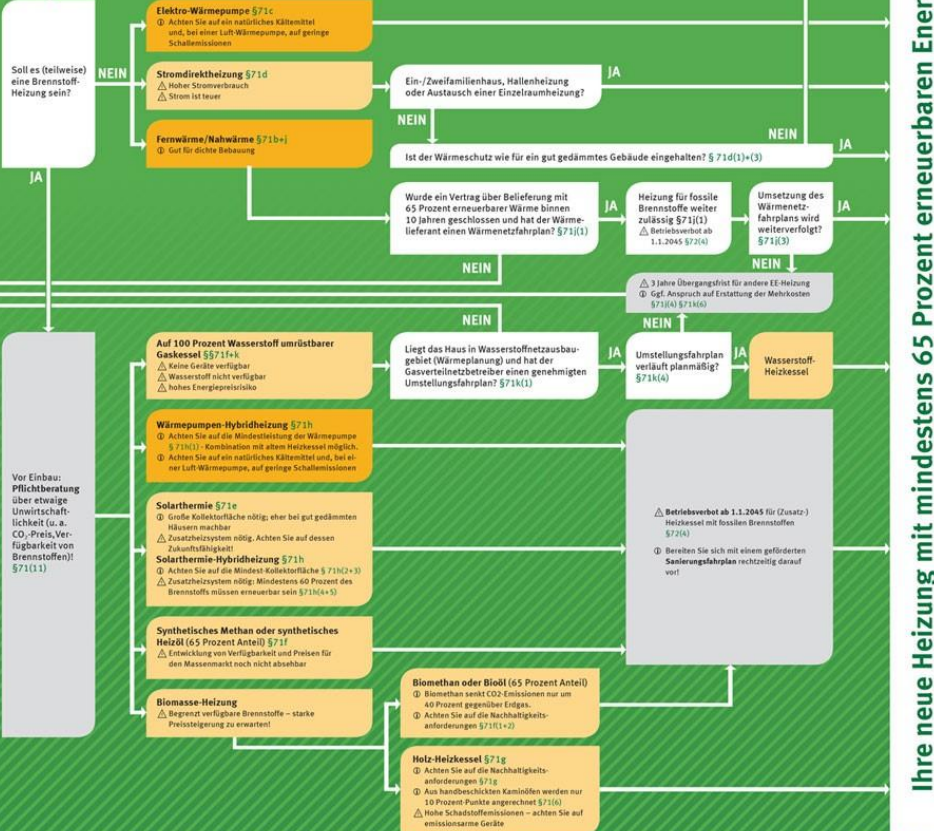 Elektro-Wärmepumpe §71c
ⓘ Achten Sie auf ein natürliches Kältemittel
und, bei einer Luft-Wärmepumpe, auf geringe
Schallemissionen
Soll es (teilweise)
eine Brennstoff-
Heizung sein?
NEIN
Stromdirektheizung §71d
⚠ Hoher Stromverbrauch
⚠ Strom ist teuer
Ein-/Zweifamilienhaus, Hallenheizung
oder Austausch einer Einzelraumheizung?
JA
NEIN
Fernwärme/Nahwärme §71b+j
ⓘ Gut für dichte Bebauung
NEIN
Ist der Wärmeschutz wie für ein gut gedämmtes Gebäude eingehalten? § 71d(1)+(3)
JA
JA
Wurde ein Vertrag über Belieferung mit
65 Prozent erneuerbarer Wärme binnen
10 Jahren geschlossen und hat der Wärme-
lieferant einen Wärmenetzfahrplan? §71j(1)
JA
Heizung für fossile
Brennstoffe weiter
zulässig §71j(1)
⚠ Betriebsverbot ab
1.1.2045 §72(4)
Umsetzung des
Wärmenetz-
fahrplans wird
weiterverfolgt?
§71j(3)
JA
NEIN
NEIN
⚠ 3 Jahre Übergangsfrist für andere EE-Heizung
ⓘ Ggf. Anspruch auf Erstattung der Mehrkosten
§71j(4) §71k(6)
NEIN
NEIN
Auf 100 Prozent Wasserstoff umrüstbarer
Gaskessel §§71f+k
⚠ Keine Geräte verfügbar
⚠ Wasserstoff nicht verfügbar
⚠ hohes Energiepreisrisiko
Liegt das Haus in Wasserstoffnetzausbau-
gebiet (Wärmeplanung) und hat der
Gasverteilnetzbetreiber einen genehmigten
Umstellungsfahrplan? §71k(1)
JA
Umstellungsfahrplan
verläuft planmäßig?
§71k(4)
JA
Wasserstoff-
Heizkessel
Wärmepumpen-Hybridheizung §71h
ⓘ Achten Sie auf die Mindestleistung der Wärmepumpe
§ 71h(1) - Kombination mit altem Heizkessel möglich.
ⓘ Achten Sie auf ein natürliches Kältemittel und, bei ei-
ner Luft-Wärmepumpe, auf geringe Schallemissionen
Vor Einbau:
Pflichtberatung
über etwaige
Unwirtschaft-
lichkeit (u. a.
CO₂-Preis,Ver-
fügbarkeit von
Brennstoffen)!
§71(11)
Solarthermie §71e
ⓘ Große Kollektorfläche nötig; eher bei gut gedämmten
Häusern machbar
⚠ Zusatzheizsystem nötig. Achten Sie auf dessen
Zukunftsfähigkeit!
Solarthermie-Hybridheizung §71h
ⓘ Achten Sie auf die Mindest-Kollektorfläche § 71h(2+3)
⚠ Zusatzheizsystem nötig: Mindestens 60 Prozent des
Brennstoffs müssen erneuerbar sein §71h(4+5)
⚠ Betriebsverbot ab 1.1.2045 für (Zusatz-)
Heizkessel mit fossilen Brennstoffen
§72(4)
ⓘ Bereiten Sie sich mit einem geförderten
Sanierungsfahrplan rechtzeitig darauf
vor!
Synthetisches Methan oder synthetisches
Heizöl (65 Prozent Anteil) §71f
⚠ Entwicklung von Verfügbarkeit und Preisen für
den Massenmarkt noch nicht absehbar
Biomasse-Heizung
⚠ Begrenzt verfügbare Brennstoffe – starke
Preissteigerung zu erwarten!
Biomethan oder Bioöl (65 Prozent Anteil)
ⓘ Biomethan senkt CO2-Emissionen nur um
40 Prozent gegenüber Erdgas.
ⓘ Achten Sie auf die Nachhaltigkeits-
anforderungen §71f(1+2)
Holz-Heizkessel §71g
ⓘ Achten Sie auf die Nachhaltigkeits-
anforderungen §71g
ⓘ Aus handbeschickten Kaminöfen werden nur
10 Prozent-Punkte angerechnet §71(6)
⚠ Hohe Schadstoffemissionen – achten Sie auf
emissionsarme Geräte
Ihre neue Heizung mit mindestens 65 Prozent erneuerbaren Ener